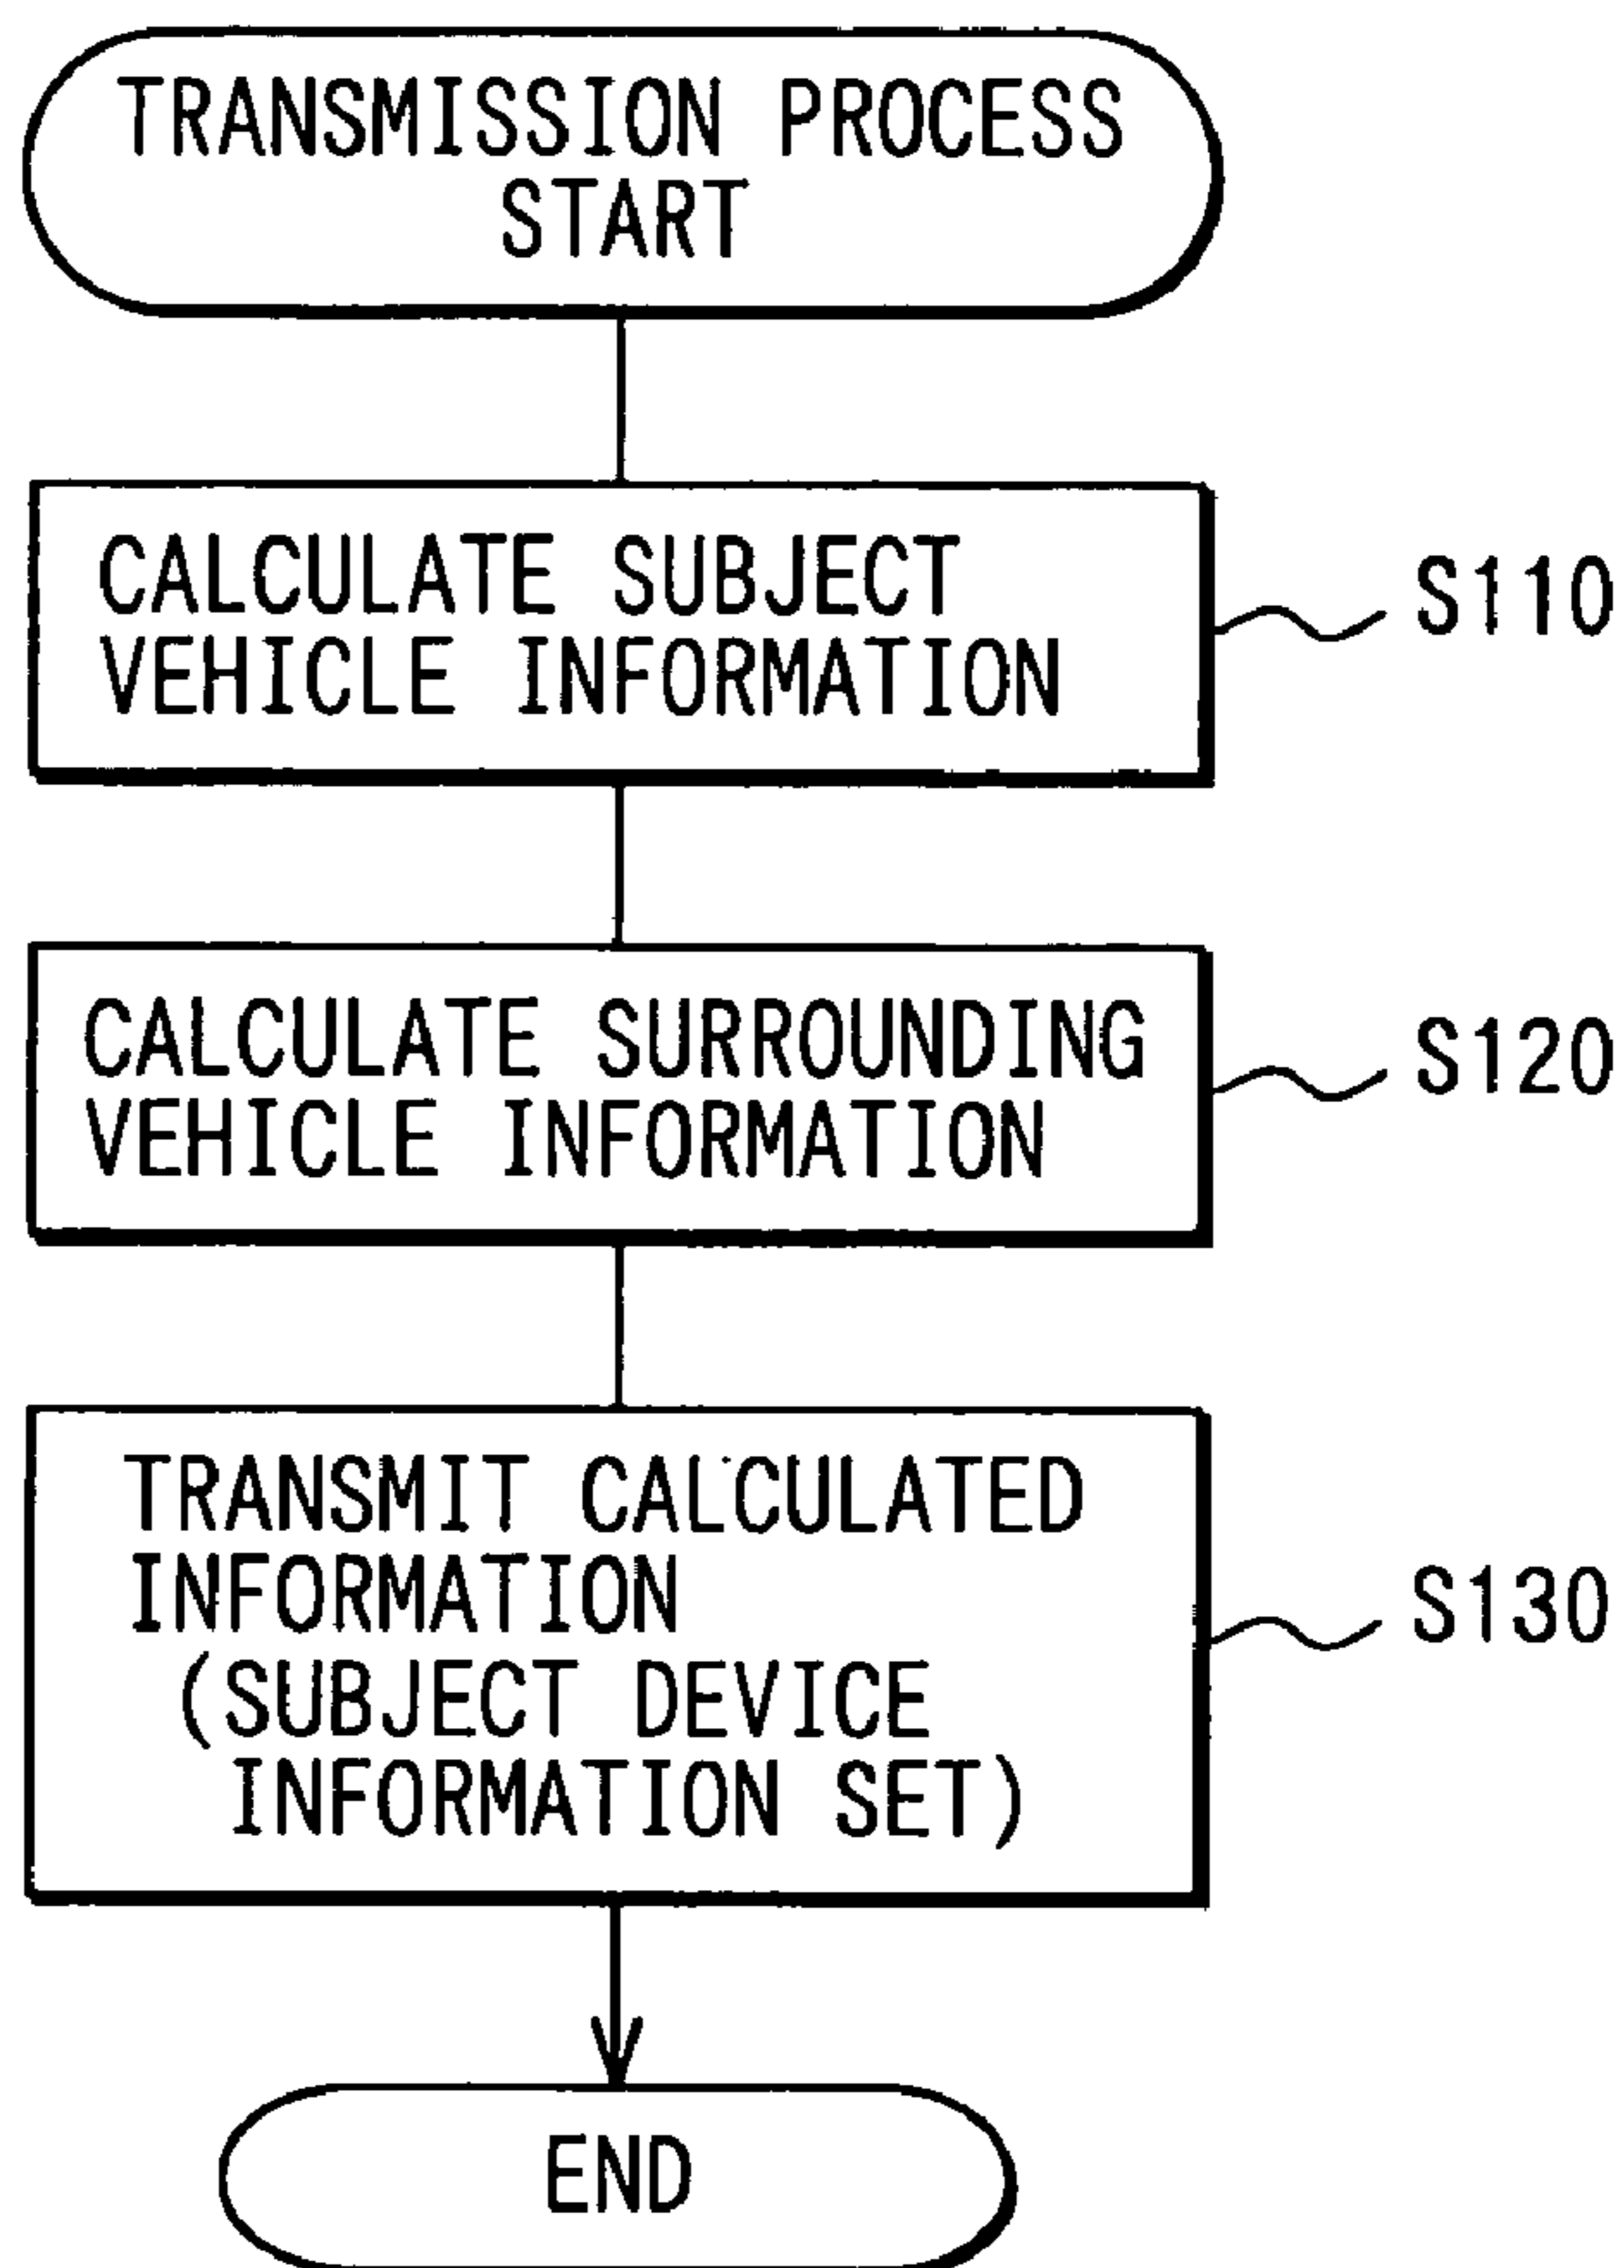 TRANSMISSION PROCESS
START
CALCULATE SUBJECT
VEHICLE INFORMATION
S110
CALCULATE SURROUNDING
VEHICLE INFORMATION
S120
TRANSMIT CALCULATED
INFORMATION
(SUBJECT DEVICE
INFORMATION SET)
S130
END